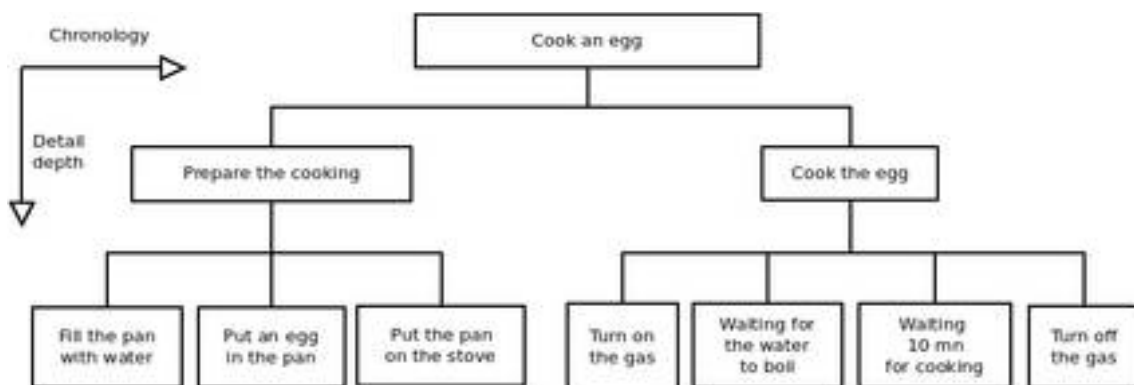 Chronology
Cook an egg
Detail
depth
Prepare the cooking
Cook the egg
Fill the pan
with water
Put an egg
in the pan
Put the pan
on the stove
Turn on
the gas
Waiting for
the water
to boil
Waiting
10 mn
for cooking
Turn off
the gas